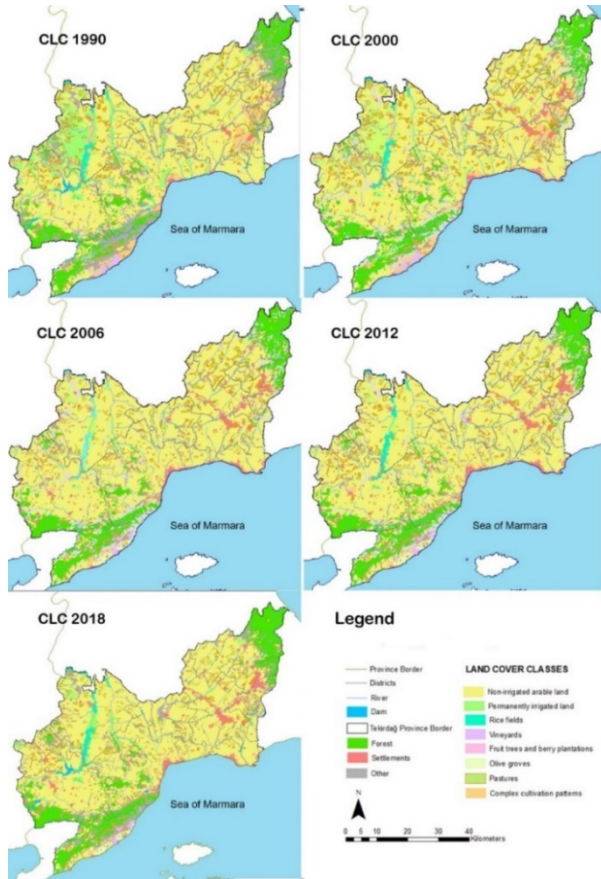 CLC 1990
CLC 2000
Sea of Marmara
Sea of Marmara
CLC 2006
CLC 2012
Sea of Marmara
Sea of Marmara
CLC 2018
Sea of Marmara
Legend
Province Border
Districts
River
Dam
Tekirdağ Province Border
Forest
Settlements
Other
LAND COVER CLASSES
Non-irrigated arable land
Permanently irrigated land
Rice fields
Vineyards
Fruit trees and berry plantations
Olive groves
Pastures
Complex cultivation patterns
N
0 5 10 20 30 40
Kilometers